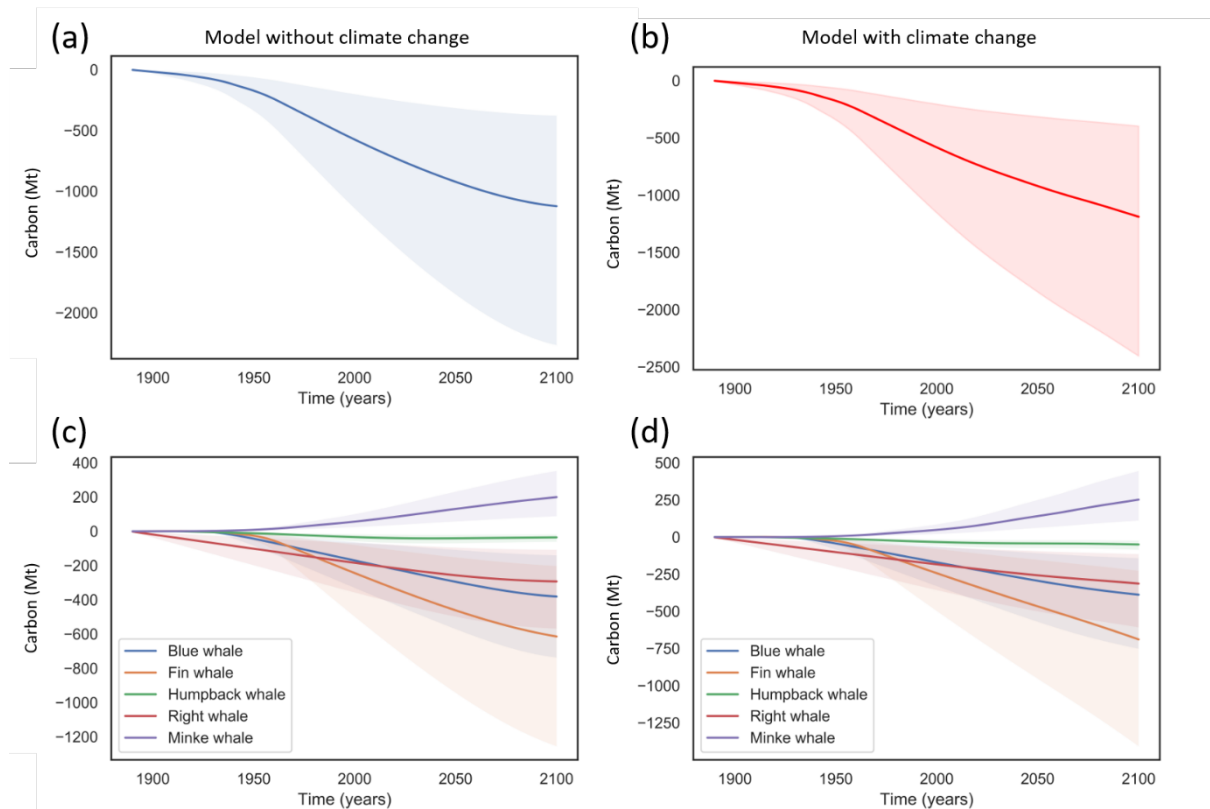 (a)
Model without climate change
0
−500
−1000
−1500
−2000
Carbon (Mt)
1900 1950 2000 2050 2100
Time (years)
(b)
Model with climate change
0
−500
−1000
−1500
−2000
−2500
Carbon (Mt)
1900 1950 2000 2050 2100
Time (years)
(c)
400
200
0
−200
−400
−600
−800
−1000
−1200
Carbon (Mt)
Blue whale
Fin whale
Humpback whale
Right whale
Minke whale
1900 1950 2000 2050 2100
Time (years)
(d)
500
250
0
−250
−500
−750
−1000
−1250
Carbon (Mt)
Blue whale
Fin whale
Humpback whale
Right whale
Minke whale
1900 1950 2000 2050 2100
Time (years)